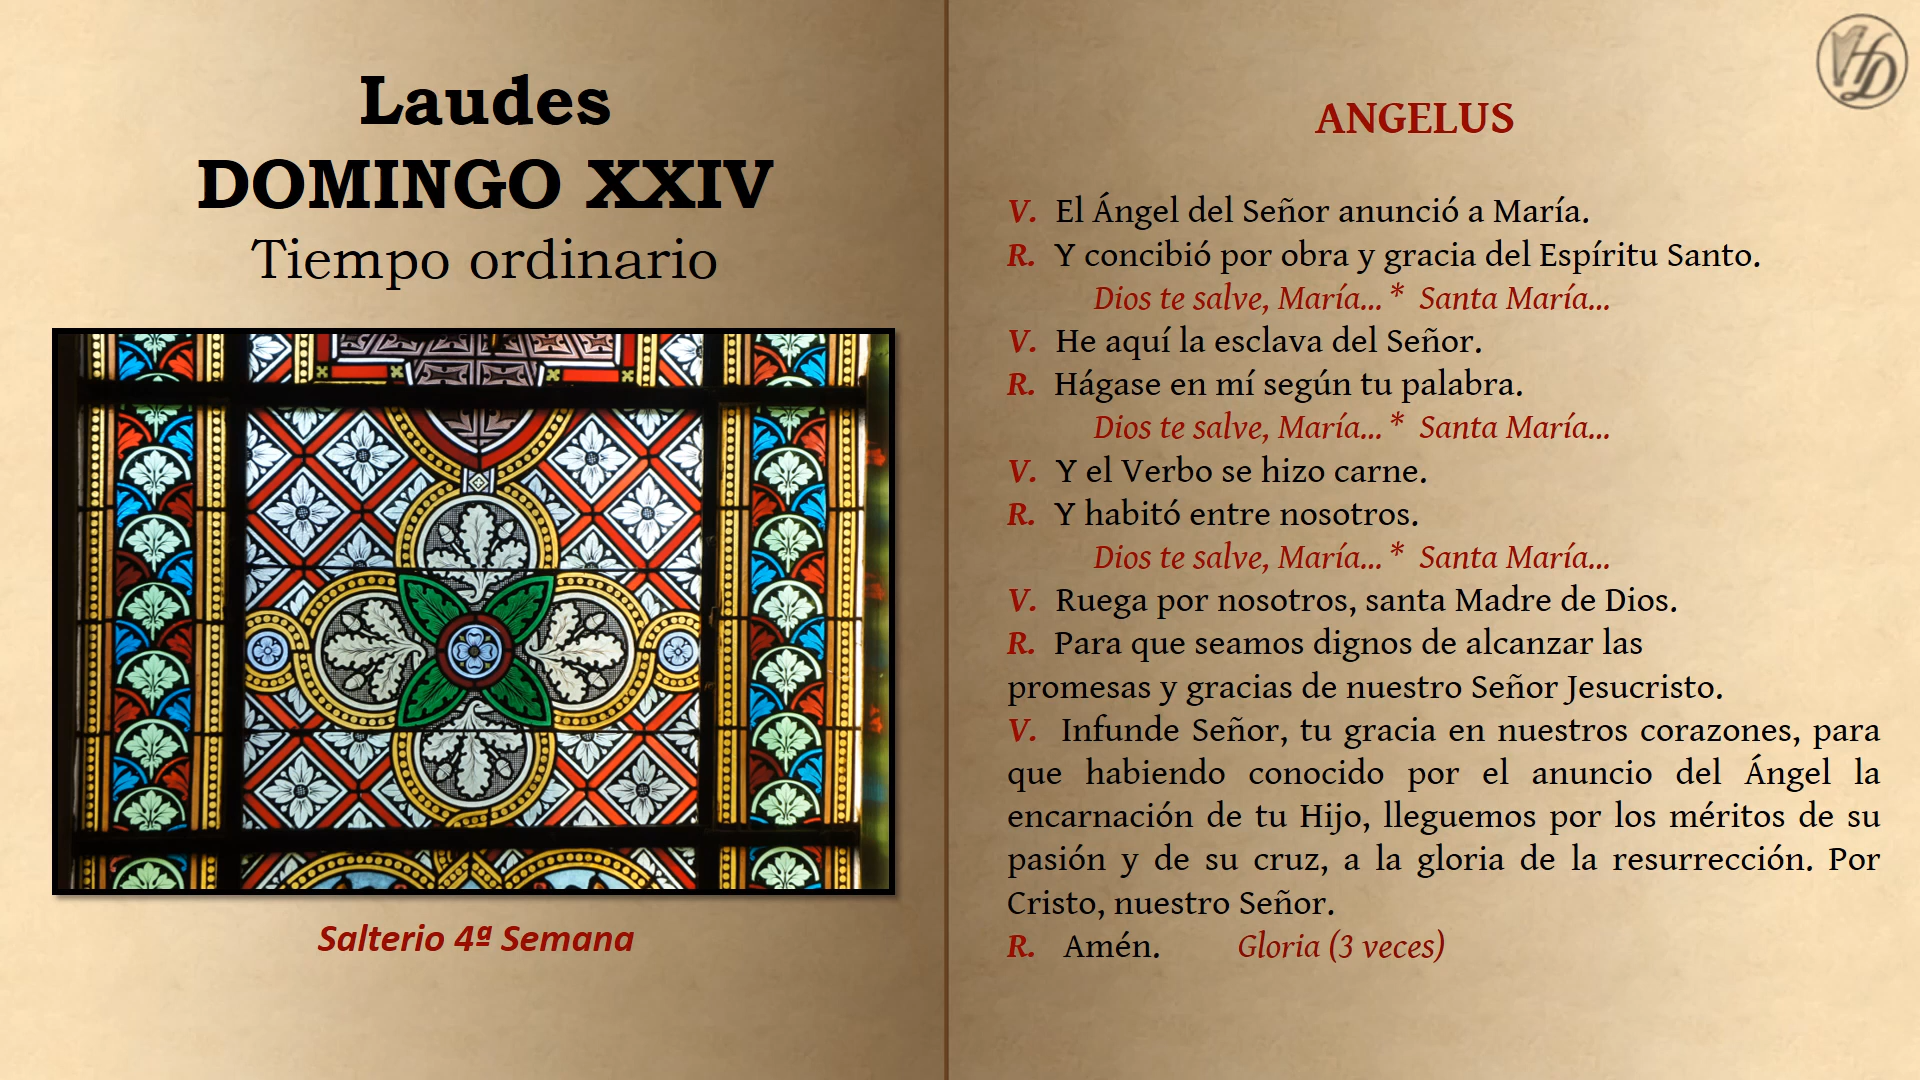 Laudes
DOMINGO XXIV
Tiempo ordinario
Salterio 4ª Semana
HD
ANGELUS
V. El Ángel del Señor anunció a María.
R. Y concibió por obra y gracia del Espíritu Santo.
Dios te salve, María... * Santa María...
V. He aquí la esclava del Señor.
R. Hágase en mí según tu palabra.
Dios te salve, María... * Santa María...
V. Y el Verbo se hizo carne.
R. Y habitó entre nosotros.
Dios te salve, María... * Santa María...
V. Ruega por nosotros, santa Madre de Dios.
R. Para que seamos dignos de alcanzar las
promesas y gracias de nuestro Señor Jesucristo.
V. Infunde Señor, tu gracia en nuestros corazones, para
que habiendo conocido por el anuncio del Ángel la
encarnación de tu Hijo, lleguemos por los méritos de su
pasión y de su cruz, a la gloria de la resurrección. Por
Cristo, nuestro Señor.
R. Amén. Gloria (3 veces)